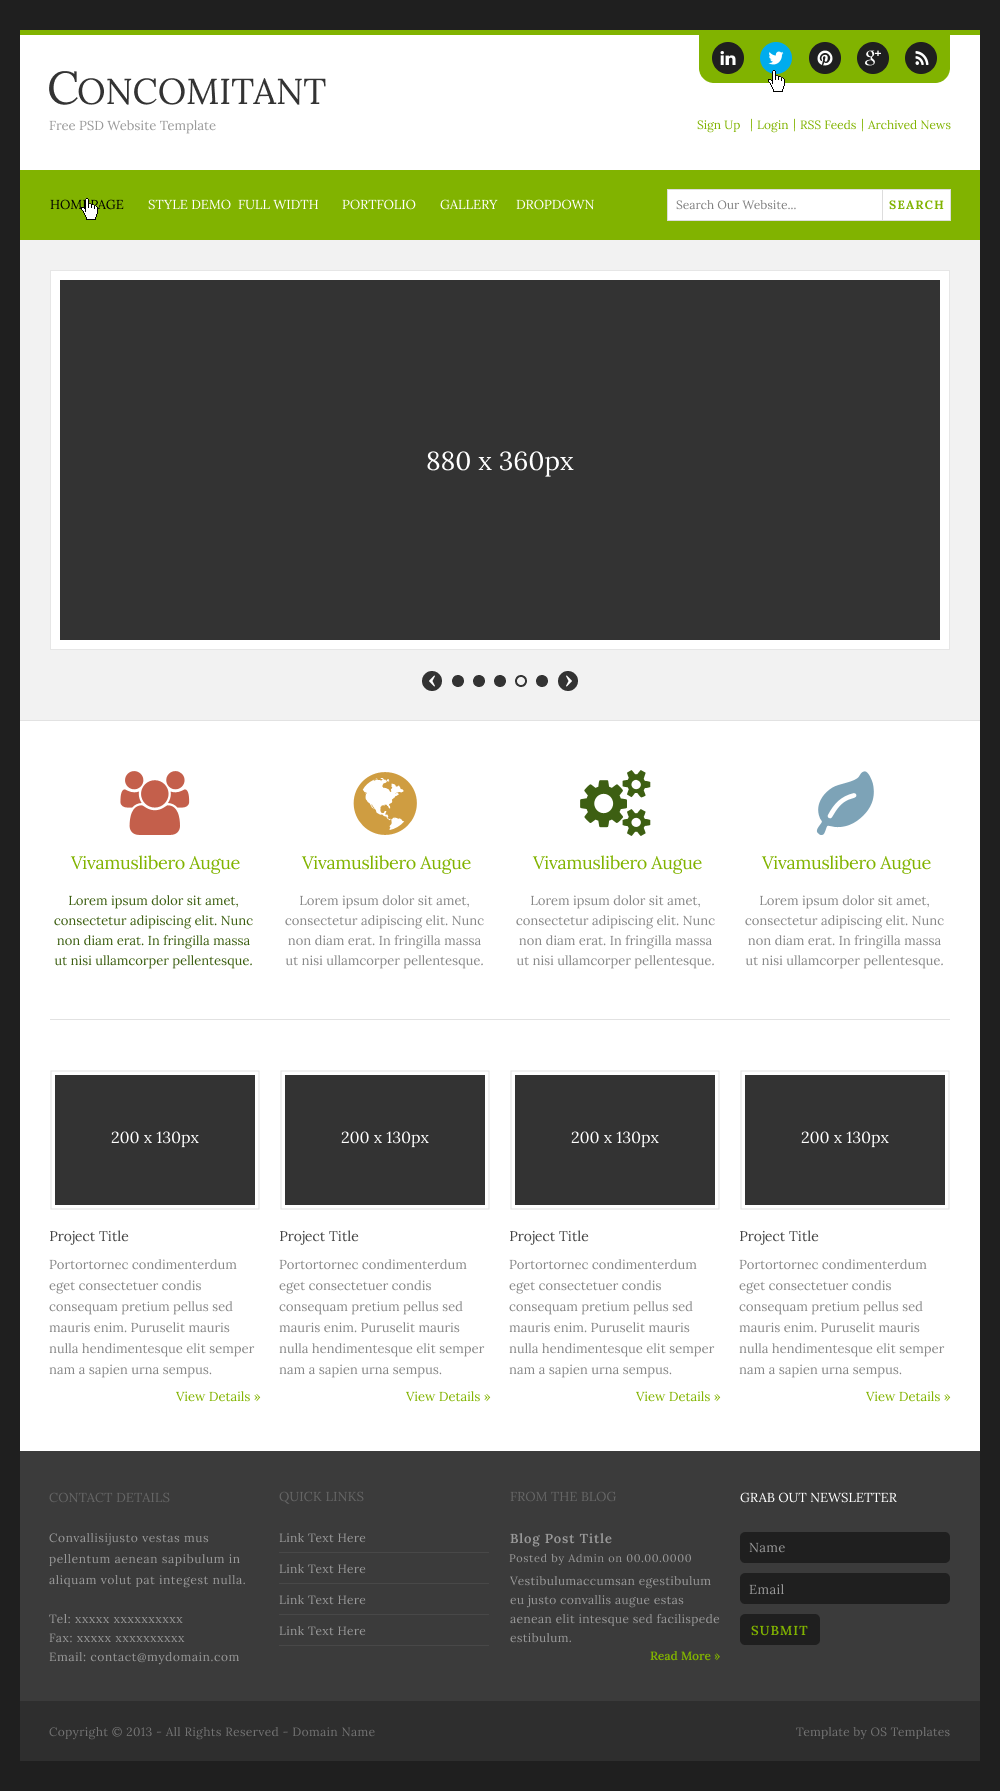 CONCOMITANT
Free PSD Website Template
Sign Up | Login | RSS Feeds | Archived News
HOMEPAGE STYLE DEMO FULL WIDTH PORTFOLIO GALLERY DROPDOWN
Search Our Website... SEARCH
880 x 360px
Vivamuslibero Augue
Lorem ipsum dolor sit amet,
consectetur adipiscing elit. Nunc
non diam erat. In fringilla massa
ut nisi ullamcorper pellentesque.
Vivamuslibero Augue
Lorem ipsum dolor sit amet,
consectetur adipiscing elit. Nunc
non diam erat. In fringilla massa
ut nisi ullamcorper pellentesque.
Vivamuslibero Augue
Lorem ipsum dolor sit amet,
consectetur adipiscing elit. Nunc
non diam erat. In fringilla massa
ut nisi ullamcorper pellentesque.
Vivamuslibero Augue
Lorem ipsum dolor sit amet,
consectetur adipiscing elit. Nunc
non diam erat. In fringilla massa
ut nisi ullamcorper pellentesque.
200 x 130px
Project Title
Portortornec condimenterdum
eget consectetuer condis
consequam pretium pellus sed
mauris enim. Puruselit mauris
nulla hendimentesque elit semper
nam a sapien urna sempus.
View Details »
200 x 130px
Project Title
Portortornec condimenterdum
eget consectetuer condis
consequam pretium pellus sed
mauris enim. Puruselit mauris
nulla hendimentesque elit semper
nam a sapien urna sempus.
View Details »
200 x 130px
Project Title
Portortornec condimenterdum
eget consectetuer condis
consequam pretium pellus sed
mauris enim. Puruselit mauris
nulla hendimentesque elit semper
nam a sapien urna sempus.
View Details »
200 x 130px
Project Title
Portortornec condimenterdum
eget consectetuer condis
consequam pretium pellus sed
mauris enim. Puruselit mauris
nulla hendimentesque elit semper
nam a sapien urna sempus.
View Details »
CONTACT DETAILS
Convallisijusto vestas mus
pellentum aenean sapibulum in
aliquam volut pat integest nulla.
Tel: xxxxx xxxxxxxxxx
Fax: xxxxx xxxxxxxxxx
Email: contact@mydomain.com
QUICK LINKS
Link Text Here
Link Text Here
Link Text Here
Link Text Here
FROM THE BLOG
Blog Post Title
Posted by Admin on 00.00.0000
Vestibulumaccumsan egestibulum
eu justo convallis augue estas
aenean elit intesque sed facilispede
estibulum.
Read More »
GRAB OUT NEWSLETTER
Name
Email
SUBMIT
Copyright © 2013 - All Rights Reserved - Domain Name
Template by OS Templates